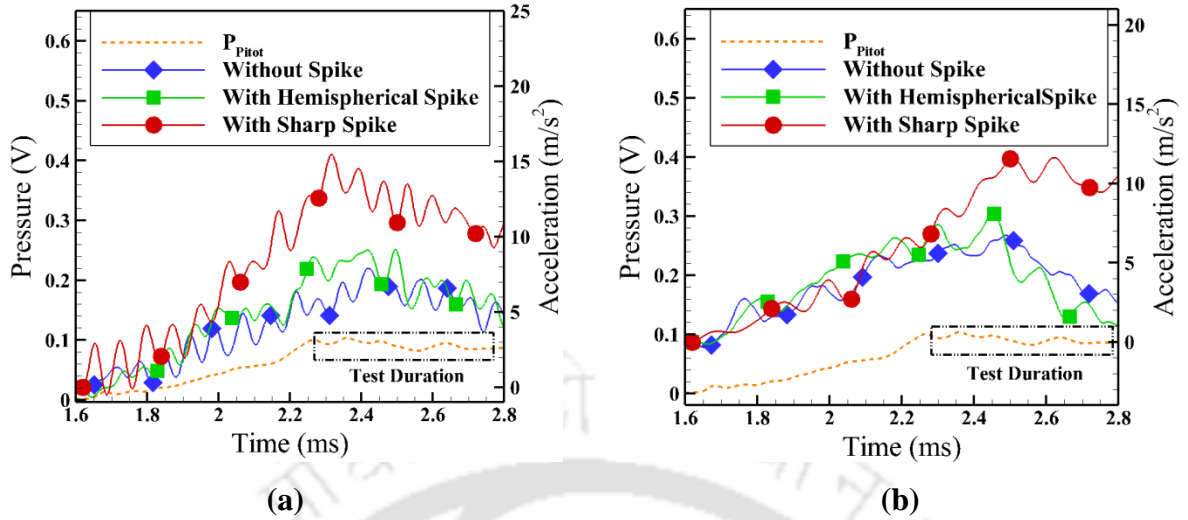 P_Pitot
Without Spike
With Hemispherical Spike
With Sharp Spike
Pressure (V)
0.6
0.5
0.4
0.3
0.2
0.1
0
Acceleration (m/s²)
25
20
15
10
5
0
Test Duration
1.6 1.8 2 2.2 2.4 2.6 2.8
Time (ms)
(a)
P_Pitot
Without Spike
With HemisphericalSpike
With Sharp Spike
Pressure (V)
0.6
0.5
0.4
0.3
0.2
0.1
0
Acceleration (m/s²)
20
15
10
5
0
Test Duration
1.6 1.8 2 2.2 2.4 2.6 2.8
Time (ms)
(b)